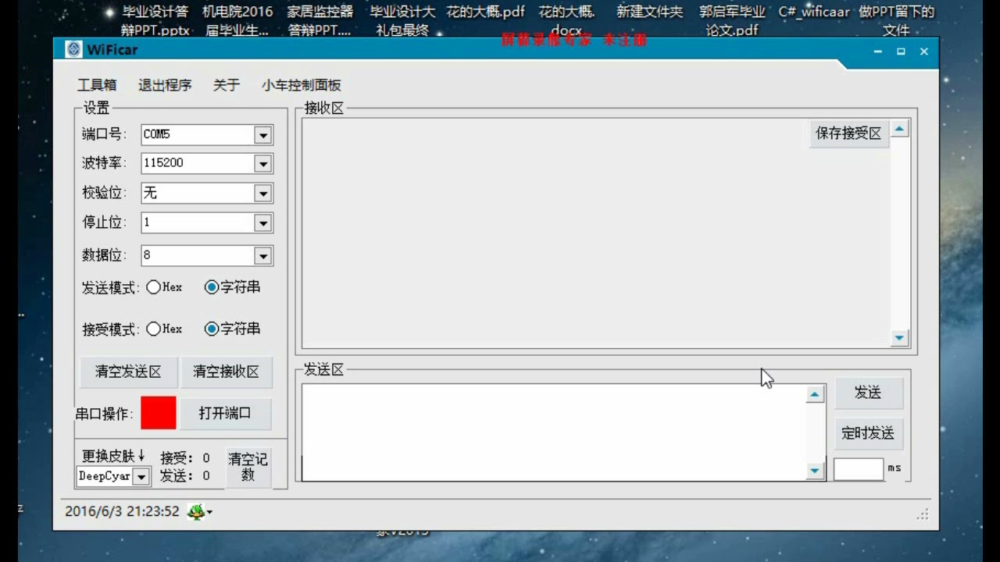 毕业设计答 机电院2016 家居监控器 毕业设计大 花的大概.pdf 花的大概. 新建文件夹 郭启军毕业 C#_wificaar 做PPT留下的
辩PPT.pptx 届毕业生... 答辩PPT.... 礼包最终 docx 论文.pdf 文件
屏幕录像专家 未注册
WiFicar
工具箱 退出程序 关于 小车控制面板
设置
端口号: COM5
波特率: 115200
校验位: 无
停止位: 1
数据位: 8
发送模式: Hex 字符串
接受模式: Hex 字符串
清空发送区 清空接收区
串口操作: 打开端口
更换皮肤↓
DeepCyar
接受: 0
发送: 0
清空记
数
接收区
保存接受区
发送区
发送
定时发送
ms
2016/6/3 21:23:52